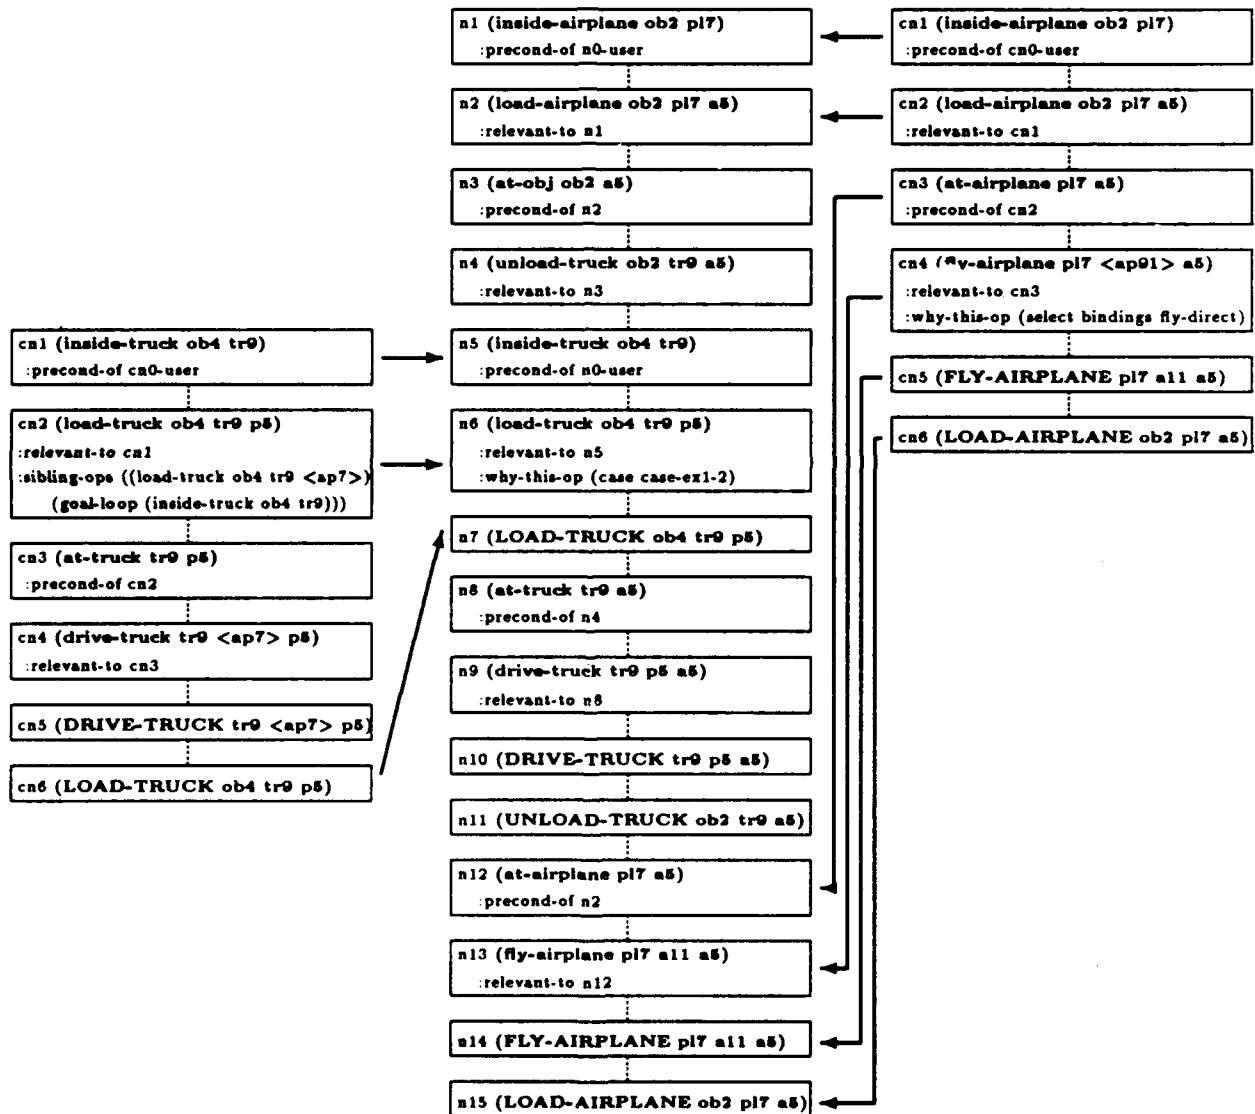 cn1 (inside-truck ob4 tr9)
:precond-of cn0-user
cn2 (load-truck ob4 tr9 p5)
:relevant-to cn1
:sibling-ops ((load-truck ob4 tr9 <ap7>)
(goal-loop (inside-truck ob4 tr9)))
cn3 (at-truck tr9 p5)
:precond-of cn2
cn4 (drive-truck tr9 <ap7> p5)
:relevant-to cn3
cn5 (DRIVE-TRUCK tr9 <ap7> p5)
cn6 (LOAD-TRUCK ob4 tr9 p5)
n1 (inside-airplane ob2 pl7)
:precond-of n0-user
n2 (load-airplane ob2 pl7 a5)
:relevant-to n1
n3 (at-obj ob2 a5)
:precond-of n2
n4 (unload-truck ob2 tr9 a5)
:relevant-to n3
n5 (inside-truck ob4 tr9)
:precond-of n0-user
n6 (load-truck ob4 tr9 p5)
:relevant-to n5
:why-this-op (case case-ex1-2)
n7 (LOAD-TRUCK ob4 tr9 p5)
n8 (at-truck tr9 a5)
:precond-of n4
n9 (drive-truck tr9 p5 a5)
:relevant-to n8
n10 (DRIVE-TRUCK tr9 p5 a5)
n11 (UNLOAD-TRUCK ob2 tr9 a5)
n12 (at-airplane pl7 a5)
:precond-of n2
n13 (fly-airplane pl7 a11 a5)
:relevant-to n12
n14 (FLY-AIRPLANE pl7 a11 a5)
n15 (LOAD-AIRPLANE ob2 pl7 a5)
cn1 (inside-airplane ob2 pl7)
:precond-of cn0-user
cn2 (load-airplane ob2 pl7 a5)
:relevant-to cn1
cn3 (at-airplane pl7 a5)
:precond-of cn2
cn4 (fly-airplane pl7 <ap91> a5)
:relevant-to cn3
:why-this-op (select bindings fly-direct)
cn5 (FLY-AIRPLANE pl7 a11 a5)
cn6 (LOAD-AIRPLANE ob2 pl7 a5)